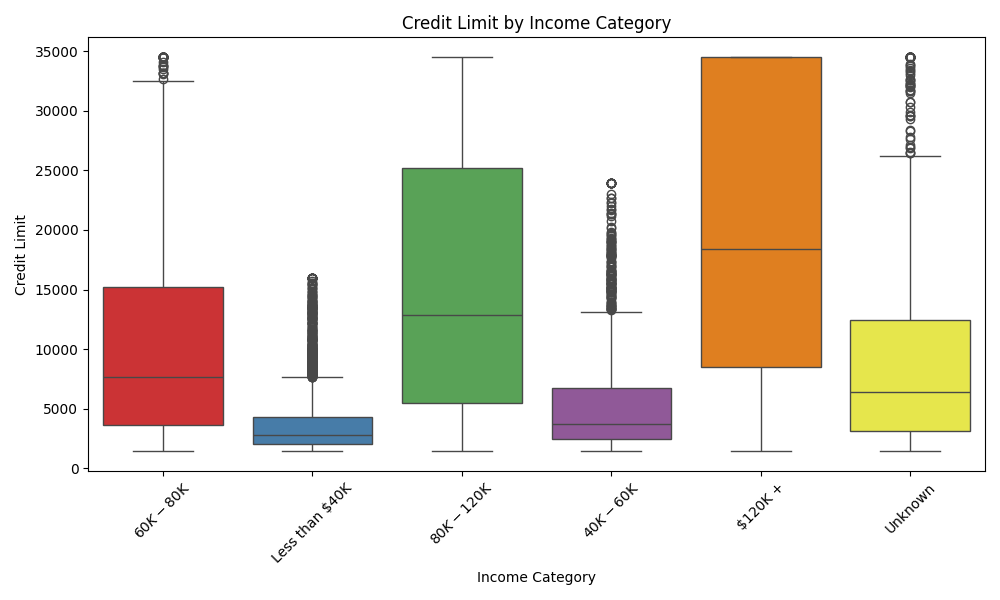 Credit Limit by Income Category
Credit Limit
35000
30000
25000
20000
15000
10000
5000
0
60K − 80K
Less than $40K
80K − 120K
40K − 60K
$120K +
Unknown
Income Category